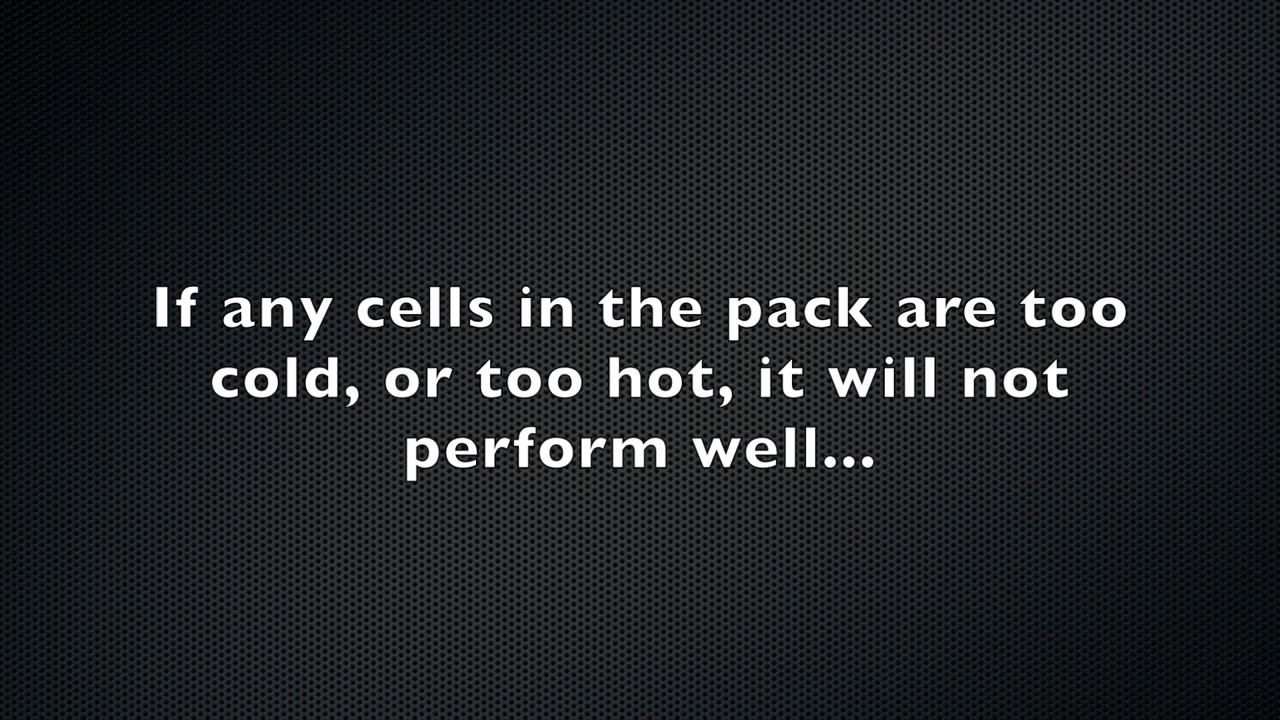 If any cells in the pack are too
cold, or too hot, it will not
perform well...